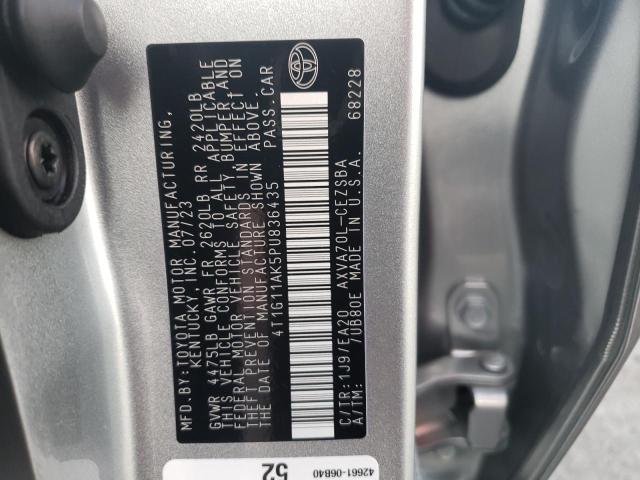 MFD. BY: TOYOTA MOTOR MANUFACTURING,
KENTUCKY, INC. 07/23
GVWR 4475LB GAWR FR 2620LB RR 2420LB
THIS VEHICLE CONFORMS TO ALL APPLICABLE
FEDERAL MOTOR VEHICLE SAFETY, BUMPER AND
THEFT PREVENTION STANDARDS IN EFFECT ON
THE DATE OF MANUFACTURE SHOWN ABOVE.
4T1G11AK5PU836435 PASS. CAR
C/TR: 1J9/EA20 AXVA70L-CEZSBA
A/TM: /UB80E MADE IN U.S.A. 68228
42661-06B40
52